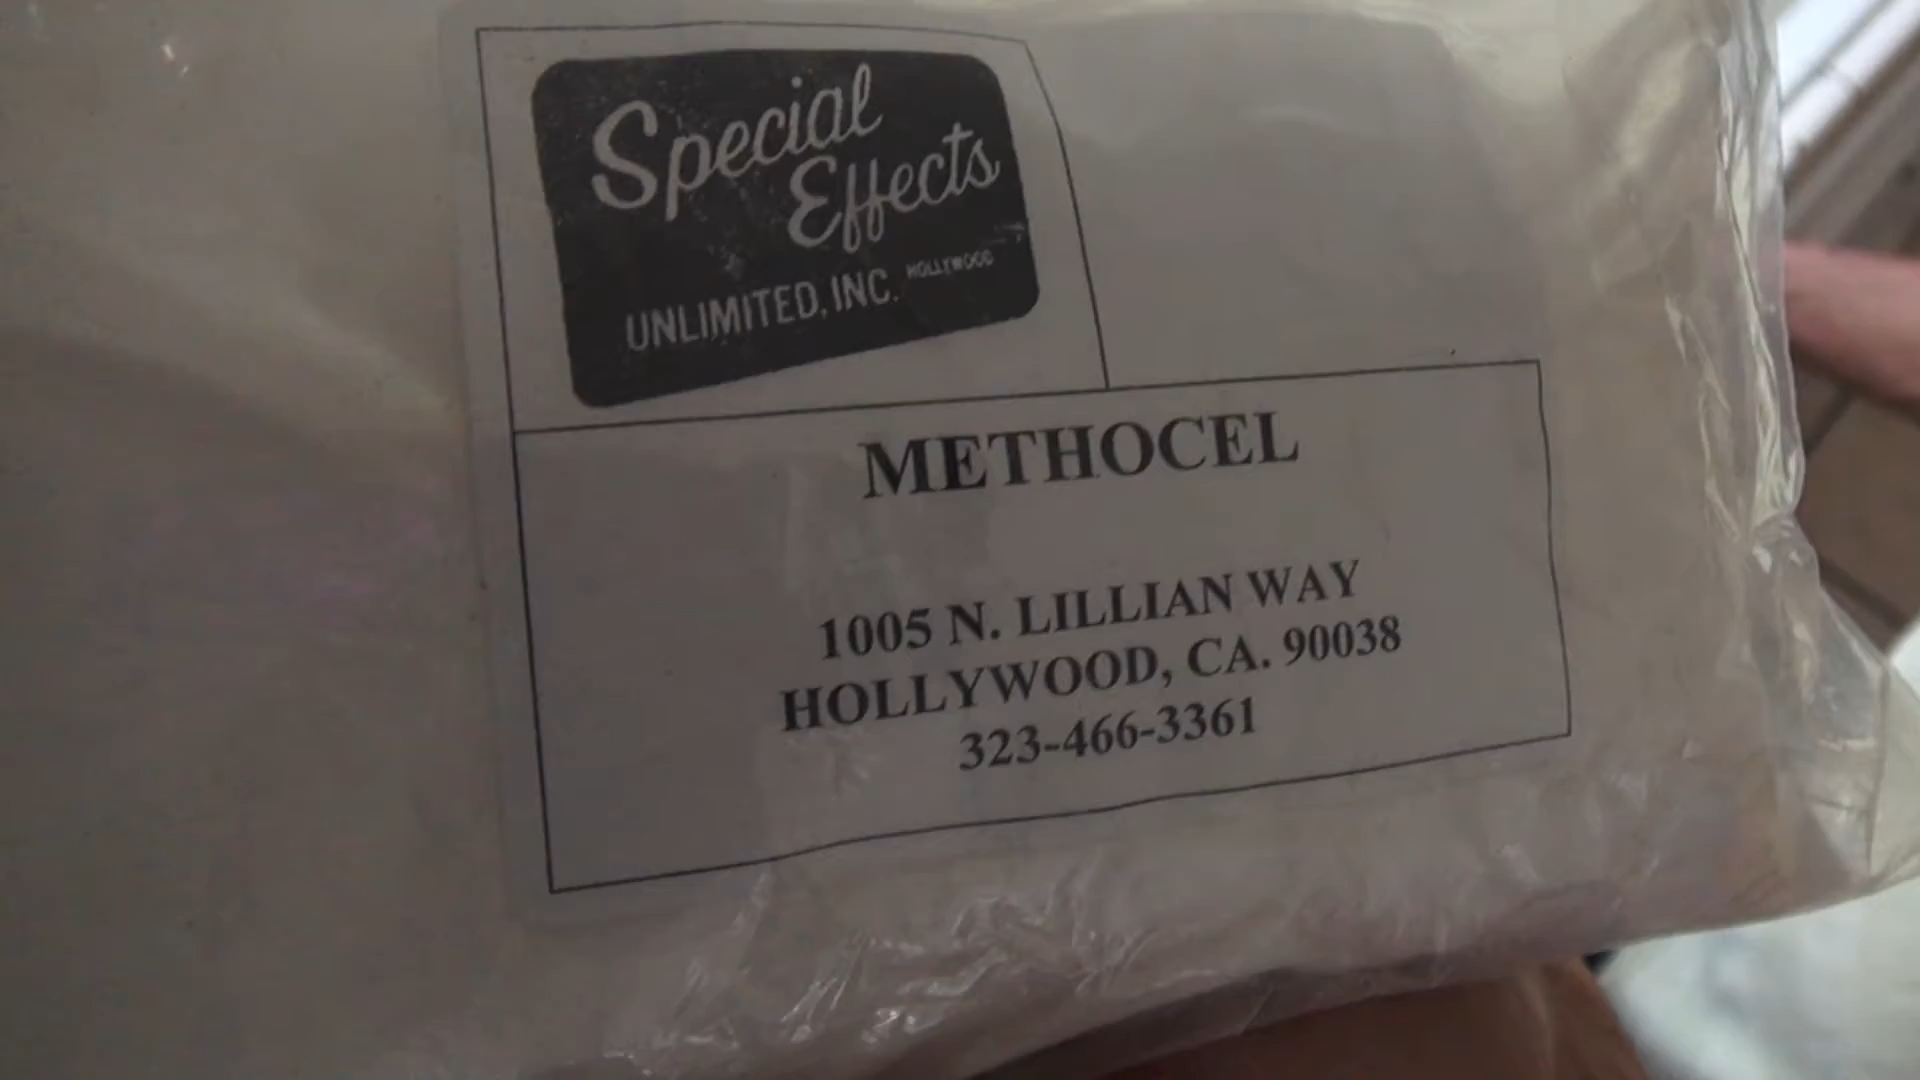 Special
Effects
UNLIMITED, INC. HOLLYWOOD
METHOCEL
1005 N. LILLIAN WAY
HOLLYWOOD, CA. 90038
323-466-3361